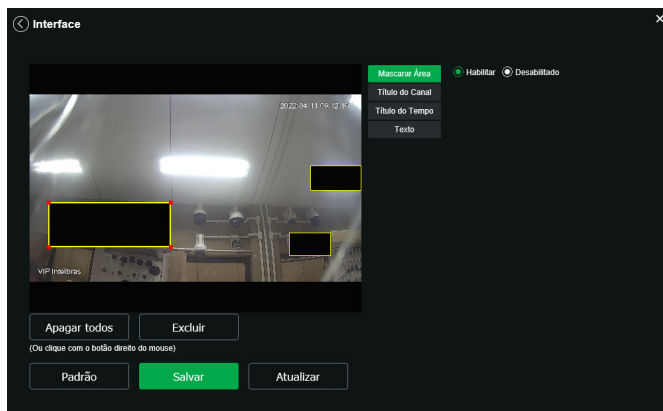 Interface
Mascarar Área
Habilitar
Desabilitado
Título do Canal
Título do Tempo
Texto
VIP Intelbras
Apagar todos
Excluir
(Ou clique com o botão direito do mouse)
Padrão
Salvar
Atualizar